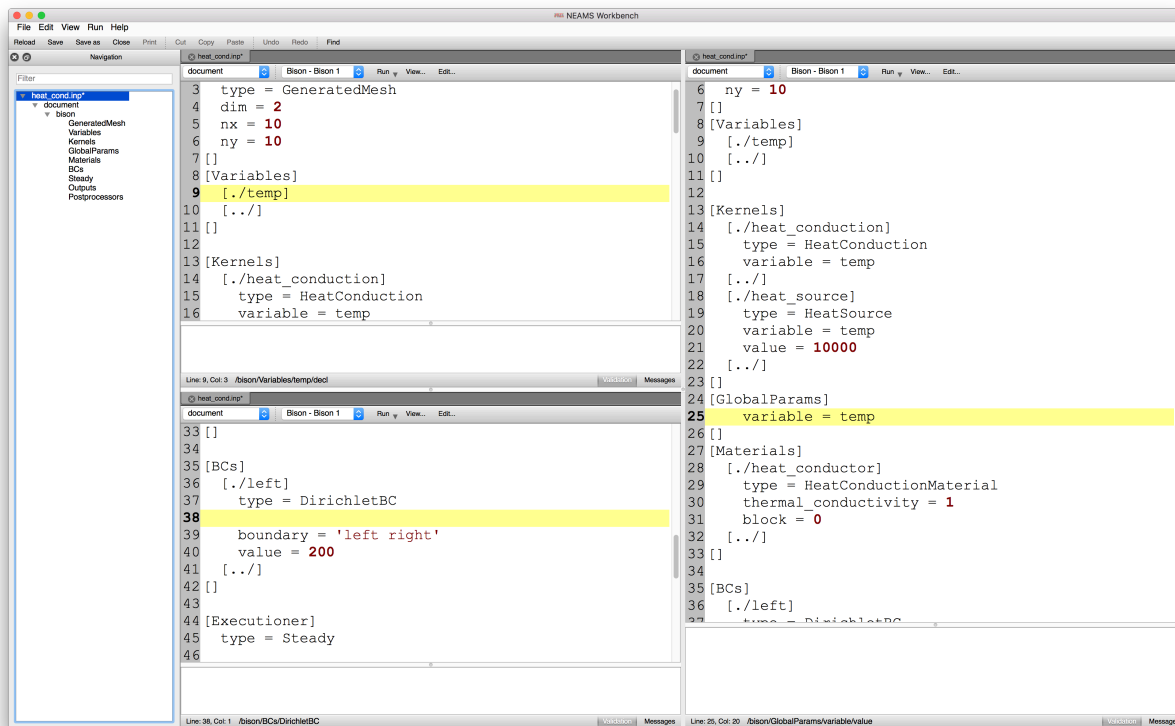 NEAMS Workbench
File Edit View Run Help
Reload Save Save as Close Print Cut Copy Paste Undo Redo Find
Navigation
Filter
heat_cond.inp*
document
bison
GeneratedMesh
Variables
Kernels
GlobalParams
Materials
BCs
Steady
Outputs
Postprocessors
heat_cond.inp*
document Bison - Bison 1 Run View... Edit...
3 type = GeneratedMesh
4 dim = 2
5 nx = 10
6 ny = 10
7 []
8 [Variables]
9 [./temp]
10 [../]
11 []
12
13 [Kernels]
14 [./heat_conduction]
15 type = HeatConduction
16 variable = temp
Line: 9, Col: 3 /bison/Variables/temp/decl Validation Messages
heat_cond.inp*
document Bison - Bison 1 Run View... Edit...
33 []
34
35 [BCs]
36 [./left]
37 type = DirichletBC
38
39 boundary = 'left right'
40 value = 200
41 [../]
42 []
43
44 [Executioner]
45 type = Steady
46
Line: 38, Col: 1 /bison/BCs/DirichletBC Validation Messages
heat_cond.inp*
document Bison - Bison 1 Run View... Edit...
6 ny = 10
7 []
8 [Variables]
9 [./temp]
10 [../]
11 []
12
13 [Kernels]
14 [./heat_conduction]
15 type = HeatConduction
16 variable = temp
17 [../]
18 [./heat_source]
19 type = HeatSource
20 variable = temp
21 value = 10000
22 [../]
23 []
24 [GlobalParams]
25 variable = temp
26 []
27 [Materials]
28 [./heat_conductor]
29 type = HeatConductionMaterial
30 thermal_conductivity = 1
31 block = 0
32 [../]
33 []
34
35 [BCs]
36 [./left]
37 type = DirichletBC
Line: 25, Col: 20 /bison/GlobalParams/variable/value Validation Messag